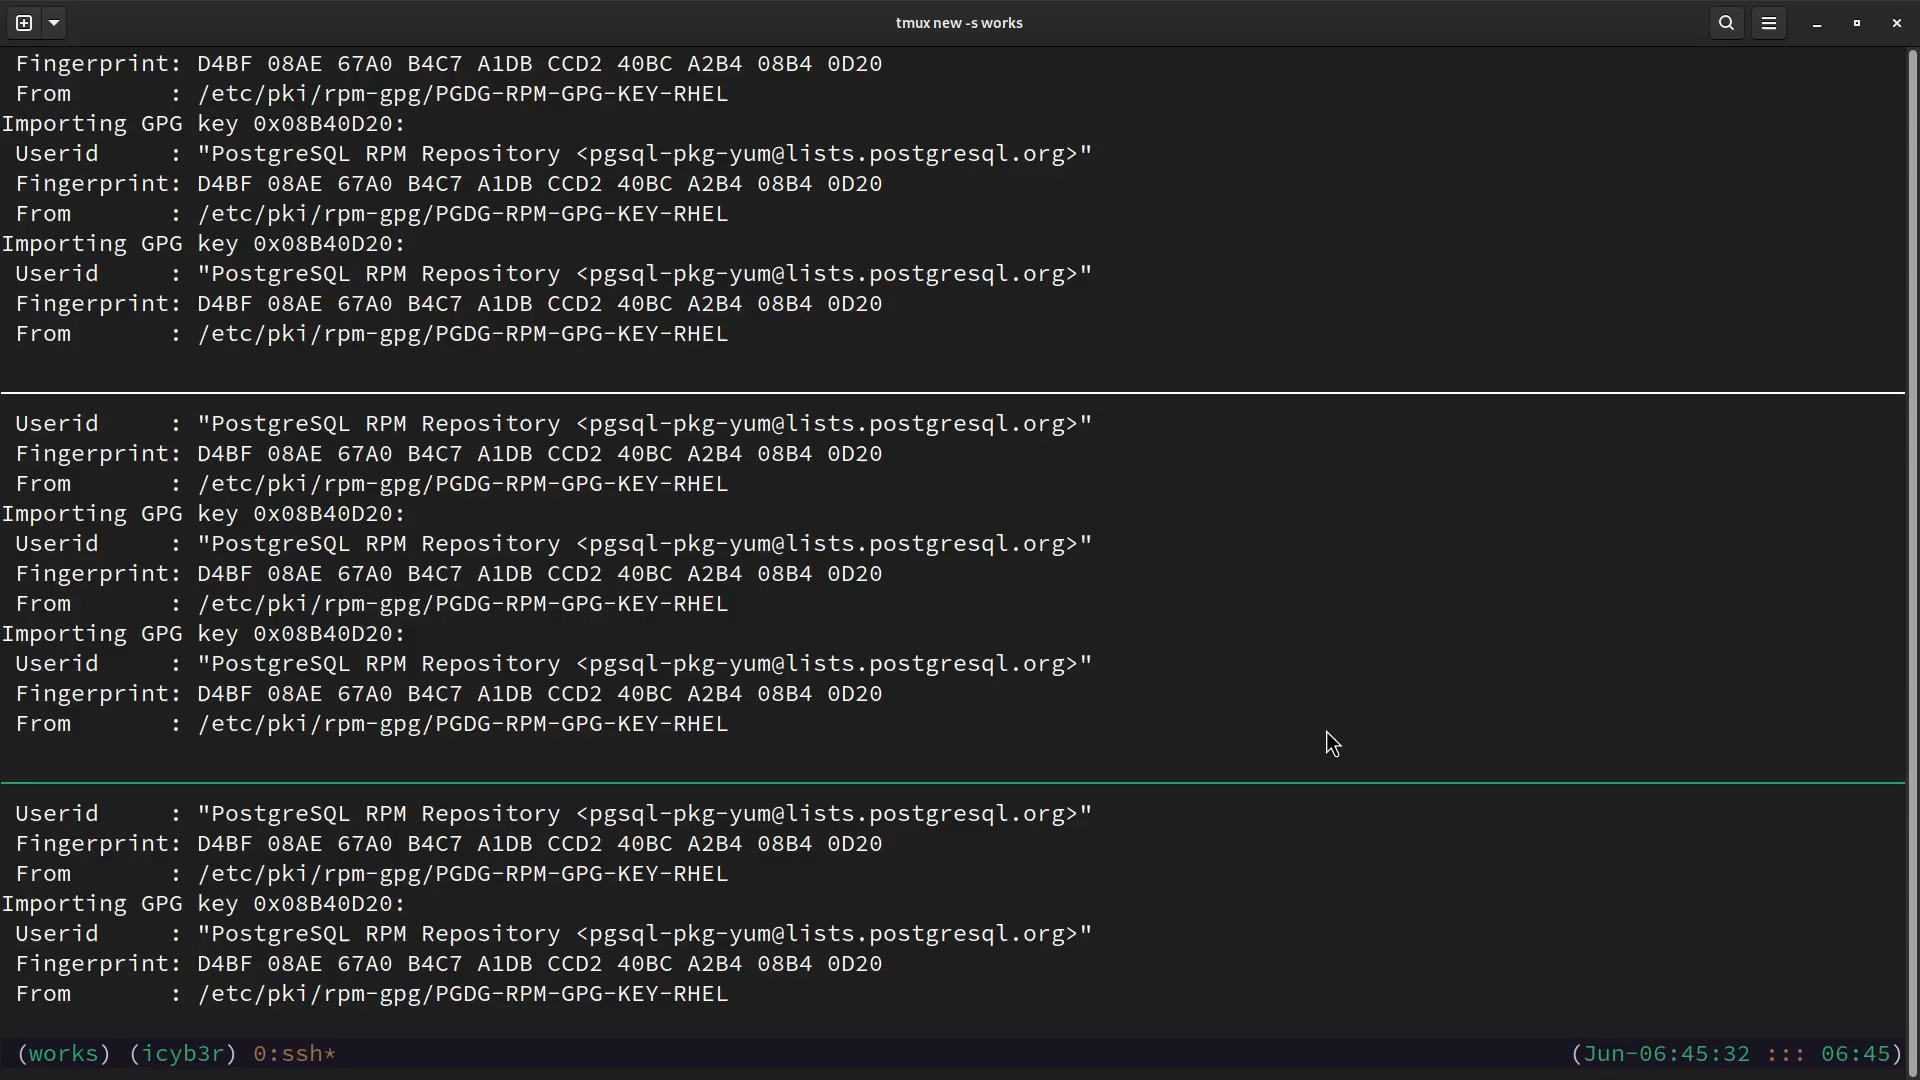 tmux new -s works
Fingerprint: D4BF 08AE 67A0 B4C7 A1DB CCD2 40BC A2B4 08B4 0D20
From       : /etc/pki/rpm-gpg/PGDG-RPM-GPG-KEY-RHEL
Importing GPG key 0x08B40D20:
Userid     : "PostgreSQL RPM Repository <pgsql-pkg-yum@lists.postgresql.org>"
Fingerprint: D4BF 08AE 67A0 B4C7 A1DB CCD2 40BC A2B4 08B4 0D20
From       : /etc/pki/rpm-gpg/PGDG-RPM-GPG-KEY-RHEL
Importing GPG key 0x08B40D20:
Userid     : "PostgreSQL RPM Repository <pgsql-pkg-yum@lists.postgresql.org>"
Fingerprint: D4BF 08AE 67A0 B4C7 A1DB CCD2 40BC A2B4 08B4 0D20
From       : /etc/pki/rpm-gpg/PGDG-RPM-GPG-KEY-RHEL
Userid     : "PostgreSQL RPM Repository <pgsql-pkg-yum@lists.postgresql.org>"
Fingerprint: D4BF 08AE 67A0 B4C7 A1DB CCD2 40BC A2B4 08B4 0D20
From       : /etc/pki/rpm-gpg/PGDG-RPM-GPG-KEY-RHEL
Importing GPG key 0x08B40D20:
Userid     : "PostgreSQL RPM Repository <pgsql-pkg-yum@lists.postgresql.org>"
Fingerprint: D4BF 08AE 67A0 B4C7 A1DB CCD2 40BC A2B4 08B4 0D20
From       : /etc/pki/rpm-gpg/PGDG-RPM-GPG-KEY-RHEL
Importing GPG key 0x08B40D20:
Userid     : "PostgreSQL RPM Repository <pgsql-pkg-yum@lists.postgresql.org>"
Fingerprint: D4BF 08AE 67A0 B4C7 A1DB CCD2 40BC A2B4 08B4 0D20
From       : /etc/pki/rpm-gpg/PGDG-RPM-GPG-KEY-RHEL
Userid     : "PostgreSQL RPM Repository <pgsql-pkg-yum@lists.postgresql.org>"
Fingerprint: D4BF 08AE 67A0 B4C7 A1DB CCD2 40BC A2B4 08B4 0D20
From       : /etc/pki/rpm-gpg/PGDG-RPM-GPG-KEY-RHEL
Importing GPG key 0x08B40D20:
Userid     : "PostgreSQL RPM Repository <pgsql-pkg-yum@lists.postgresql.org>"
Fingerprint: D4BF 08AE 67A0 B4C7 A1DB CCD2 40BC A2B4 08B4 0D20
From       : /etc/pki/rpm-gpg/PGDG-RPM-GPG-KEY-RHEL
(works) (icyb3r) 0:ssh* (Jun-06:45:32 ::: 06:45)